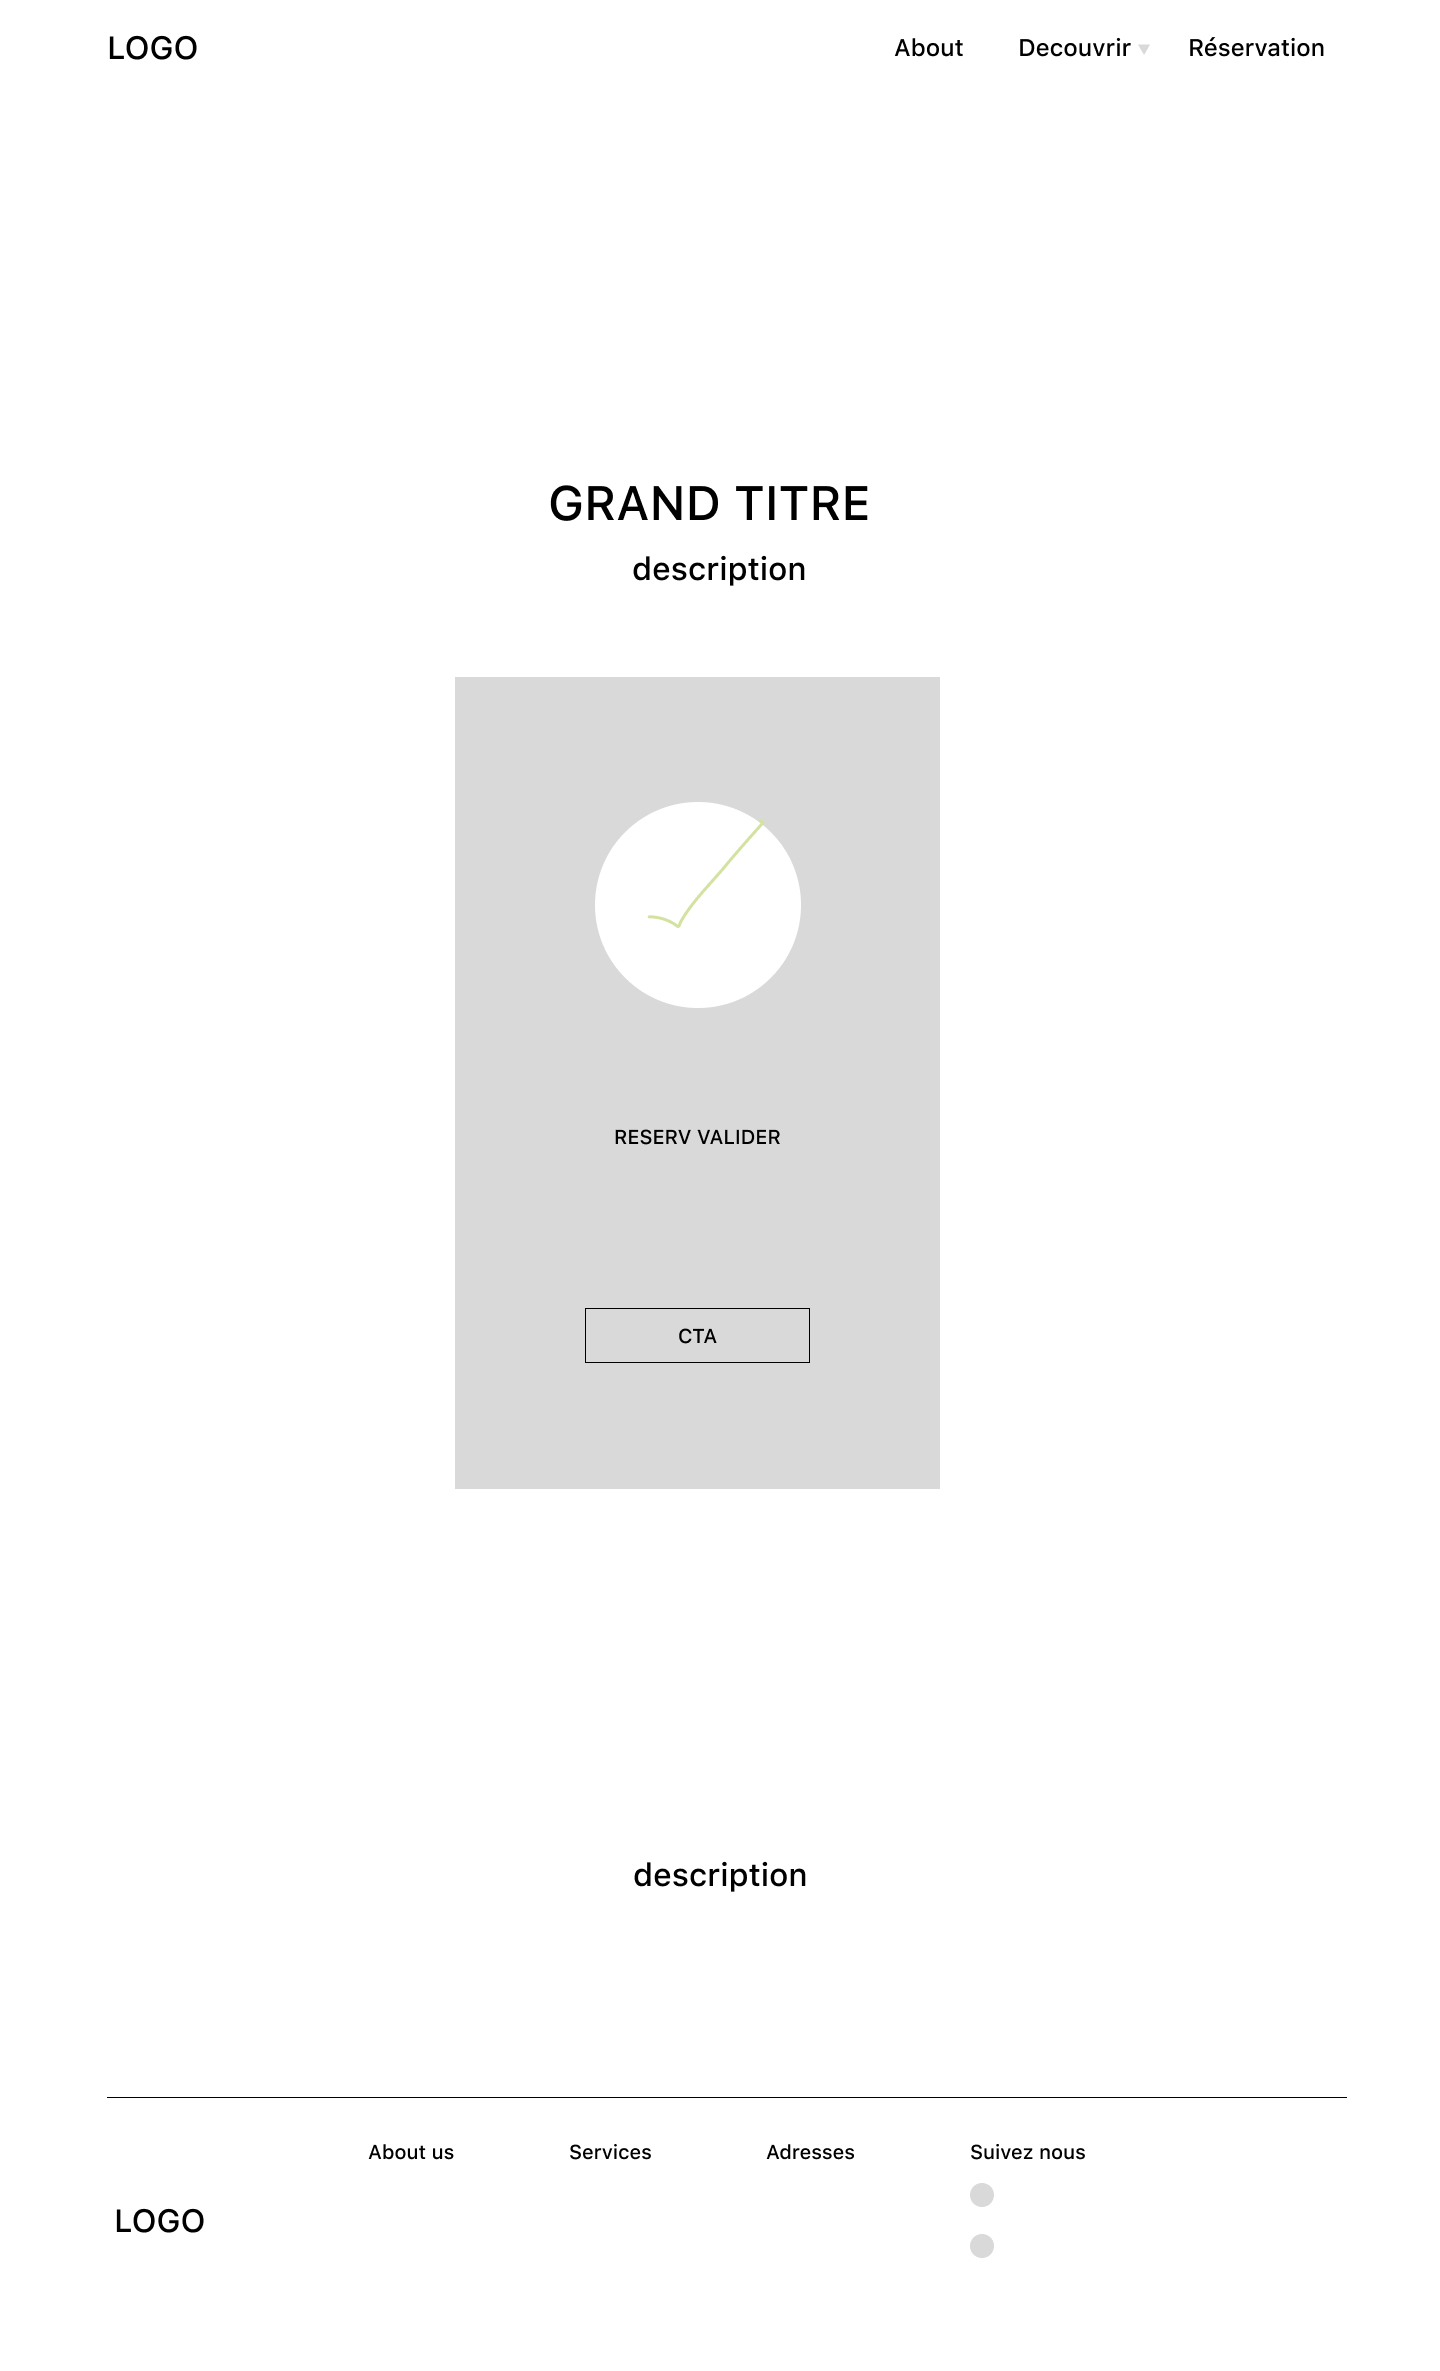 LOGO
About
Decouvrir
Réservation
GRAND TITRE
description
RESERV VALIDER
CTA
description
About us
Services
Adresses
Suivez nous
LOGO